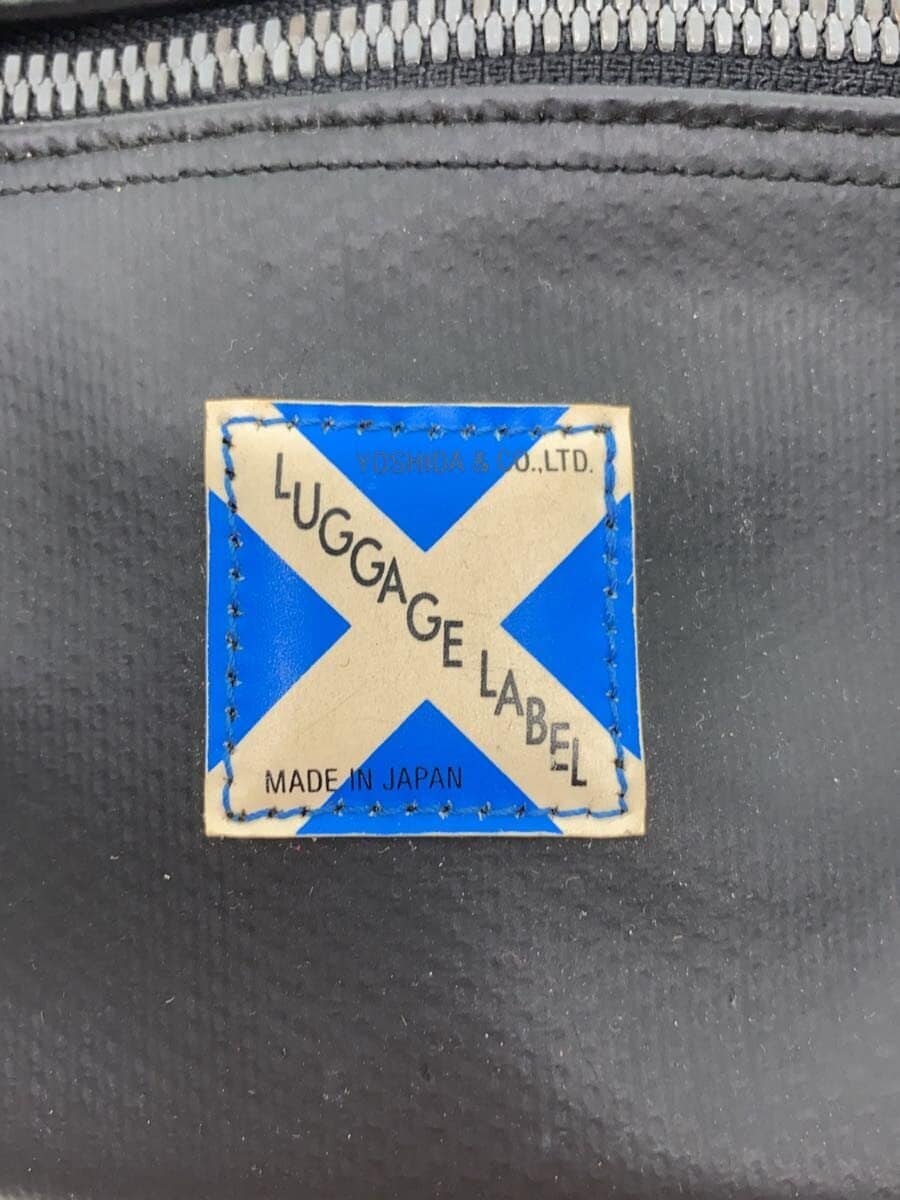 YOSHIDA & CO.,LTD.
LUGGAGE LABEL
MADE IN JAPAN